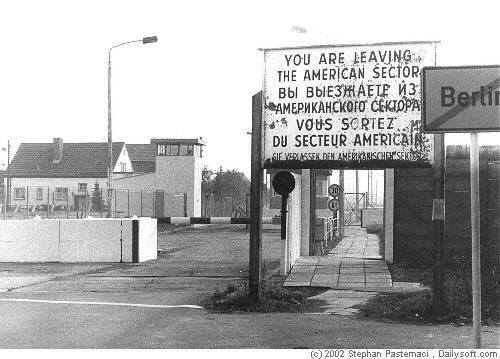 YOU ARE LEAVING
THE AMERICAN SECTOR
ВЫ ВЫЕЗЖАЕТЕ ИЗ
АМЕРИКАНСКОГО СЕКТОРА
VOUS SORTEZ
DU SECTEUR AMERICAIN
SIE VERLASSEN DEN AMERIKANISCHEN SEKTOR
Berlin
(c) 2002 Stephan Pastemaci , Dailysoft.com